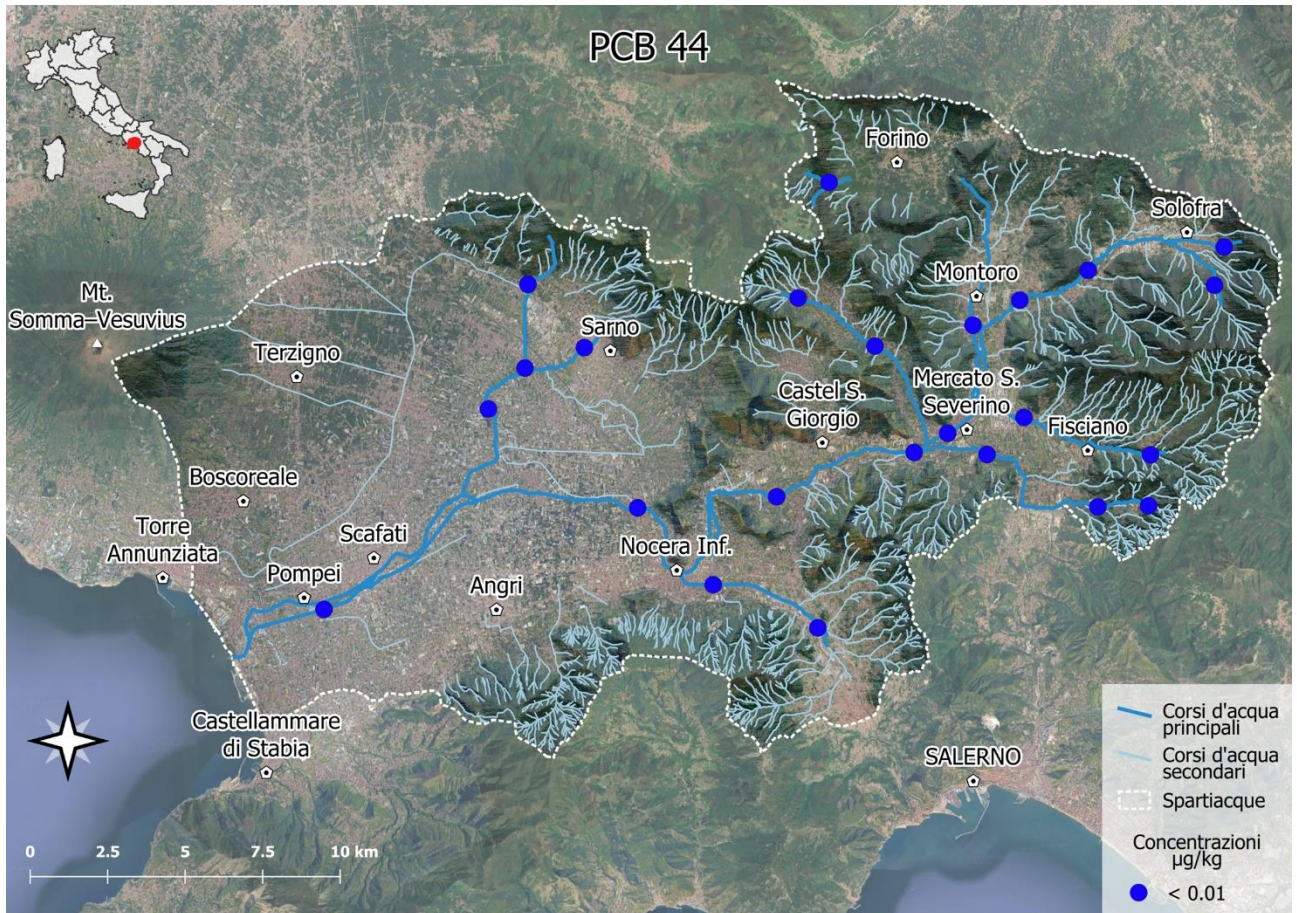 PCB 44
Forino
Solofra
Mt.
Somma–Vesuvius
Montoro
Sarno
Terzigno
Castel S.
Giorgio
Mercato S.
Severino
Fisciano
Boscoreale
Torre
Annunziata
Scafati
Nocera Inf.
Pompei
Angri
Castellammare
di Stabia
SALERNO
0 2.5 5 7.5 10 km
Corsi d'acqua
principali
Corsi d'acqua
secondari
Spartiacque
Concentrazioni
µg/kg
< 0.01